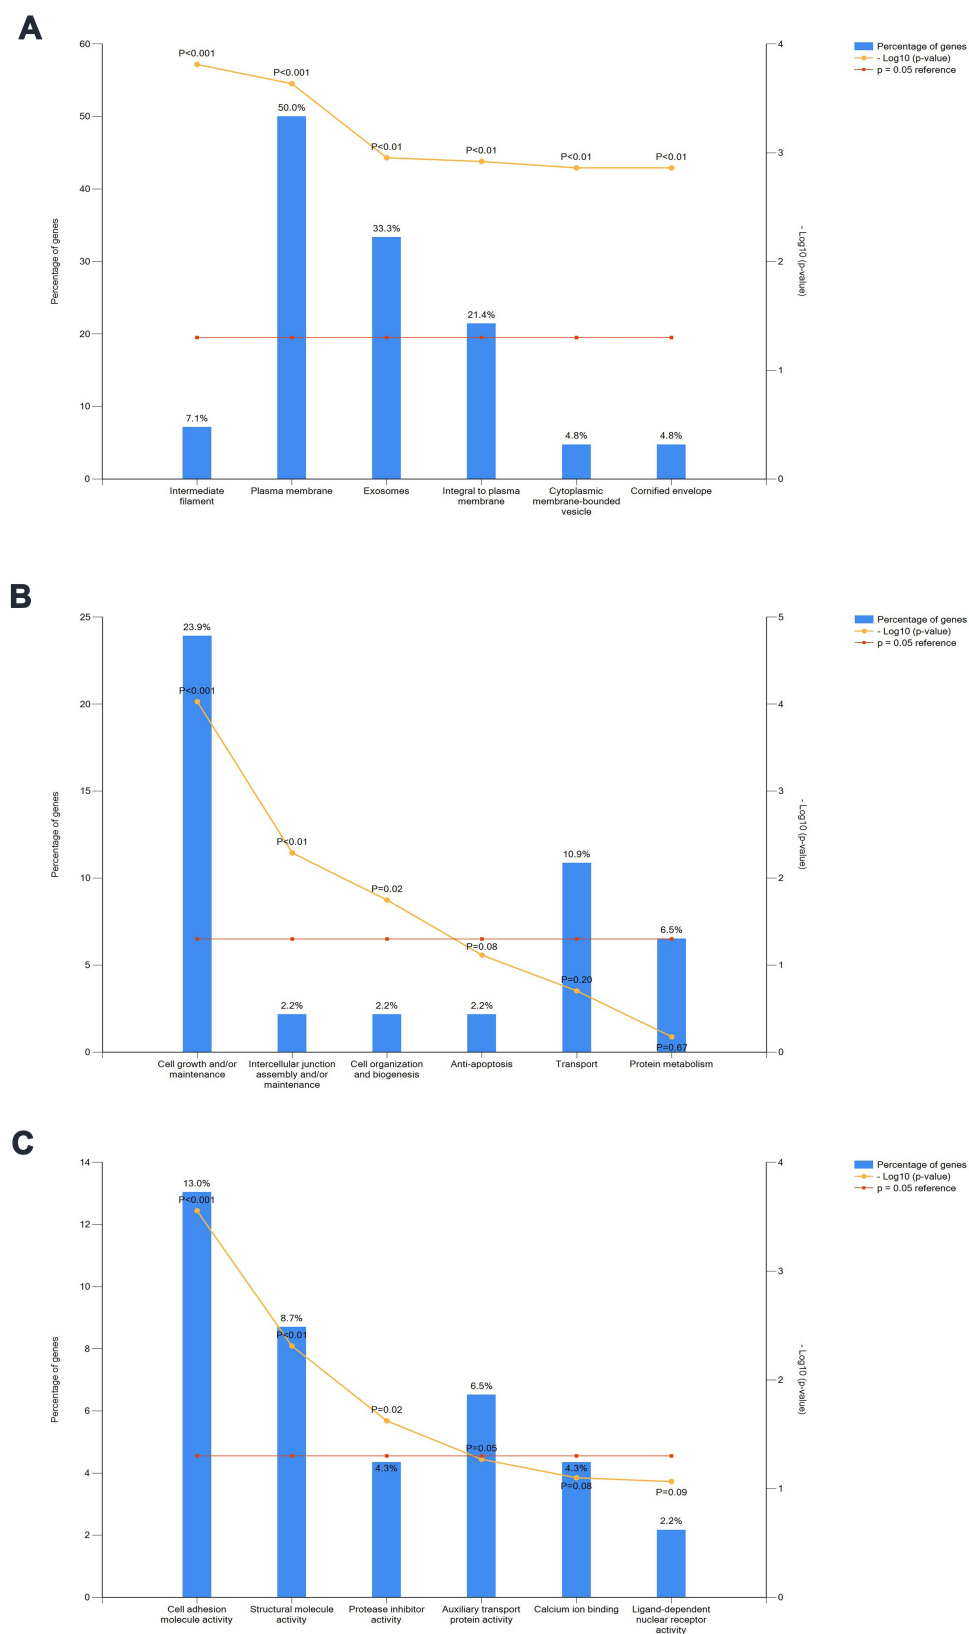 A
60
50
40
30
20
10
0
Percentage of genes
4
3
2
1
0
- Log10 (p-value)
Percentage of genes
- Log10 (p-value)
p = 0.05 reference
P<0.001
P<0.001
P<0.01
P<0.01
P<0.01
P<0.01
7.1%
50.0%
33.3%
21.4%
4.8%
4.8%
Intermediate
filament
Plasma membrane
Exosomes
Integral to plasma
membrane
Cytoplasmic
membrane-bounded
vesicle
Cornified envelope
B
25
20
15
10
5
0
Percentage of genes
5
4
3
2
1
0
- Log10 (p-value)
Percentage of genes
- Log10 (p-value)
p = 0.05 reference
23.9%
2.2%
2.2%
2.2%
10.9%
6.5%
P<0.001
P<0.01
P=0.02
P=0.08
P=0.20
P=0.67
Cell growth and/or
maintenance
Intercellular junction
assembly and/or
maintenance
Cell organization
and biogenesis
Anti-apoptosis
Transport
Protein metabolism
C
14
12
10
8
6
4
2
0
Percentage of genes
4
3
2
1
0
- Log10 (p-value)
Percentage of genes
- Log10 (p-value)
p = 0.05 reference
13.0%
8.7%
4.3%
6.5%
4.3%
2.2%
P<0.001
P<0.01
P=0.02
P=0.05
P=0.08
P=0.09
Cell adhesion
molecule activity
Structural molecule
activity
Protease inhibitor
activity
Auxiliary transport
protein activity
Calcium ion binding
Ligand-dependent
nuclear receptor
activity